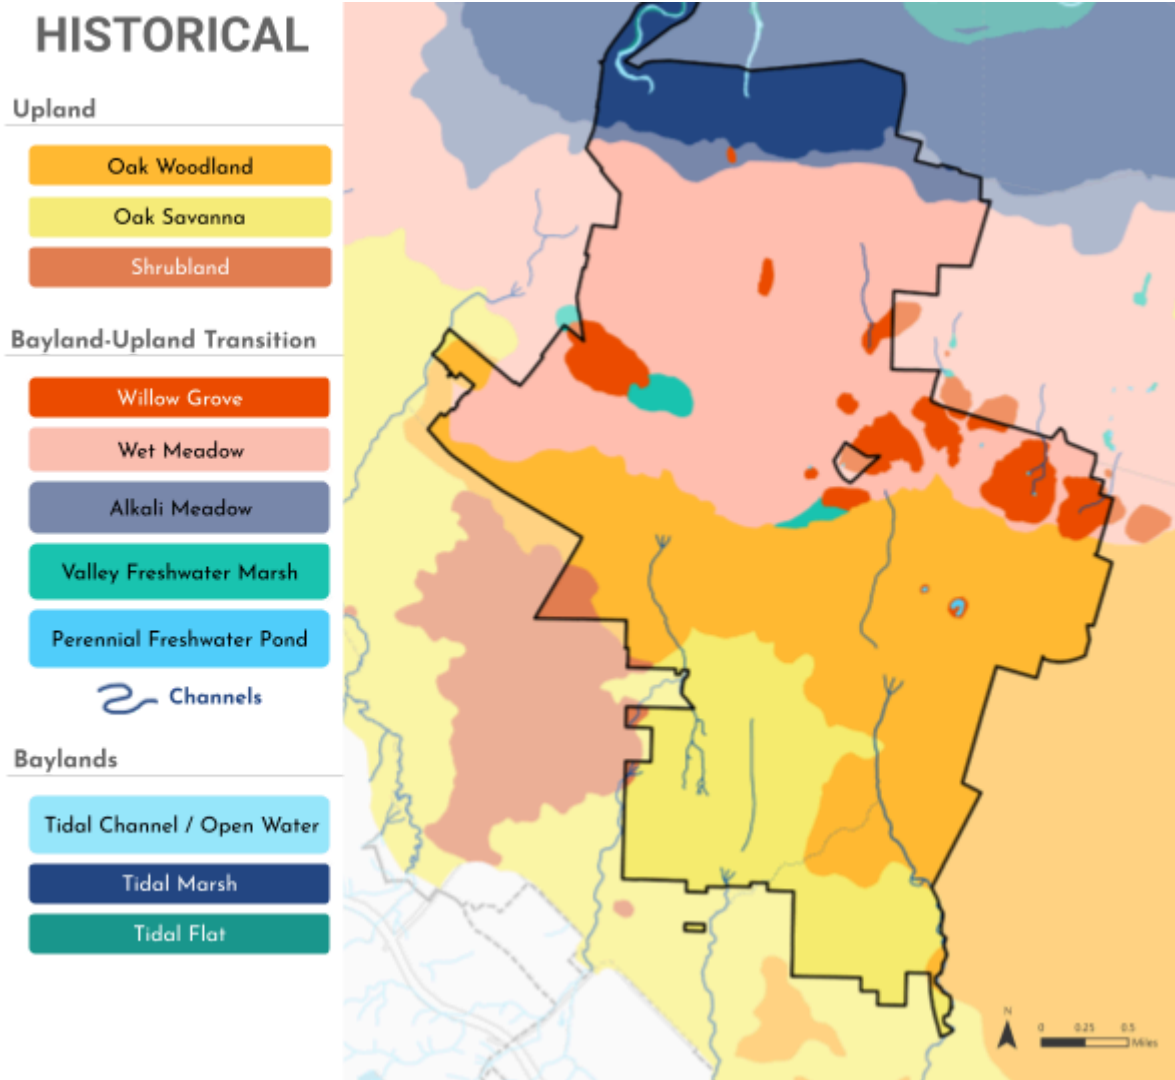 HISTORICAL
Upland
Oak Woodland
Oak Savanna
Shrubland
Bayland-Upland Transition
Willow Grove
Wet Meadow
Alkali Meadow
Valley Freshwater Marsh
Perennial Freshwater Pond
Channels
Baylands
Tidal Channel / Open Water
Tidal Marsh
Tidal Flat
N
0 0.25 0.5
Miles